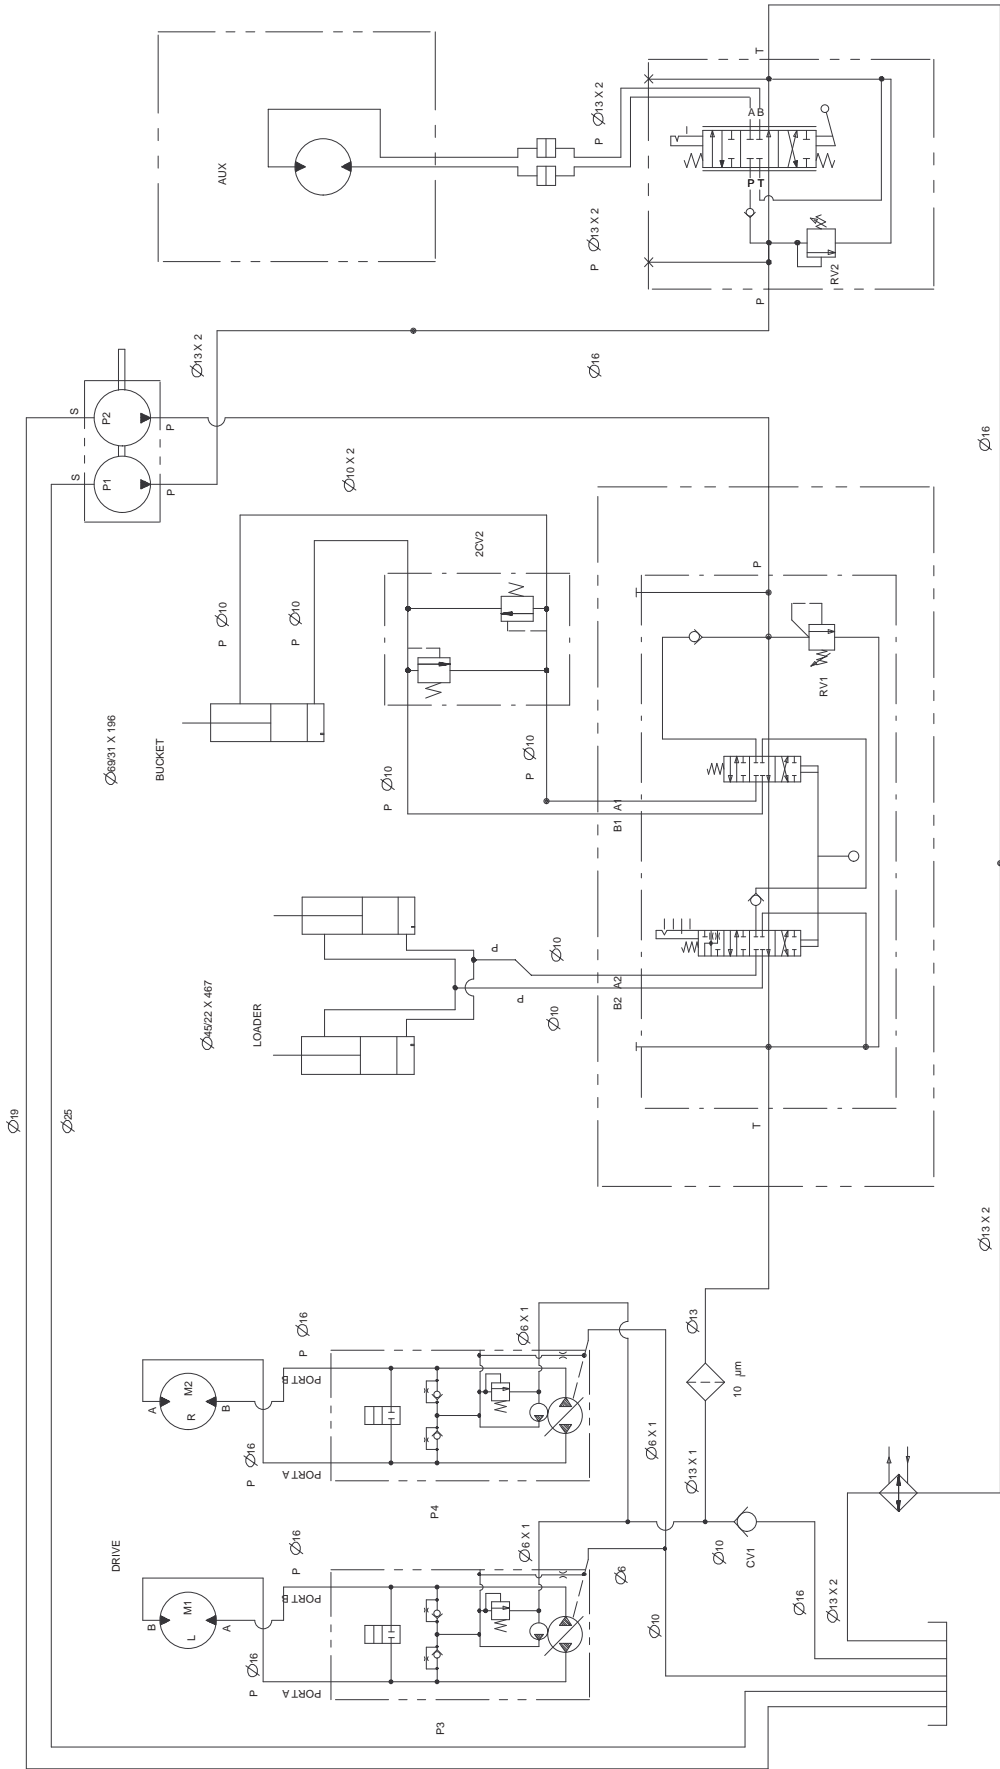 T
Ø13 X 2
P
A B
AUX
P T
Ø13 X 2
P
RV2
P
Ø13 X 2
Ø16
S
P2
P
Ø16
S
P1
P
Ø10 X 2
2CV2
P
P Ø10
P Ø10
RV1
Ø69/31 X 196
BUCKET
P Ø10
P Ø10
B1 A1
P
Ø10
Ø45/22 X 467
LOADER
P
Ø10
B2 A2
Ø19
Ø25
T
Ø13 X 2
P Ø16
Ø6 X 1
Ø13
A
M2
R
B
PORT B
10 µm
P Ø16
PORT A
Ø6 X 1
Ø13 X 1
P4
DRIVE
P Ø16
Ø6 X 1
Ø10
CV1
B
M1
L
A
PORT B
Ø6
Ø16
Ø13 X 2
Ø10
P Ø16
PORT A
P3